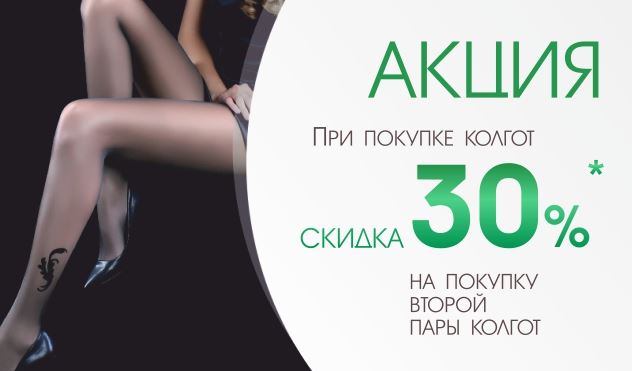 АКЦИЯ
ПРИ ПОКУПКЕ КОЛГОТ
СКИДКА 30%*
НА ПОКУПКУ
ВТОРОЙ
ПАРЫ КОЛГОТ